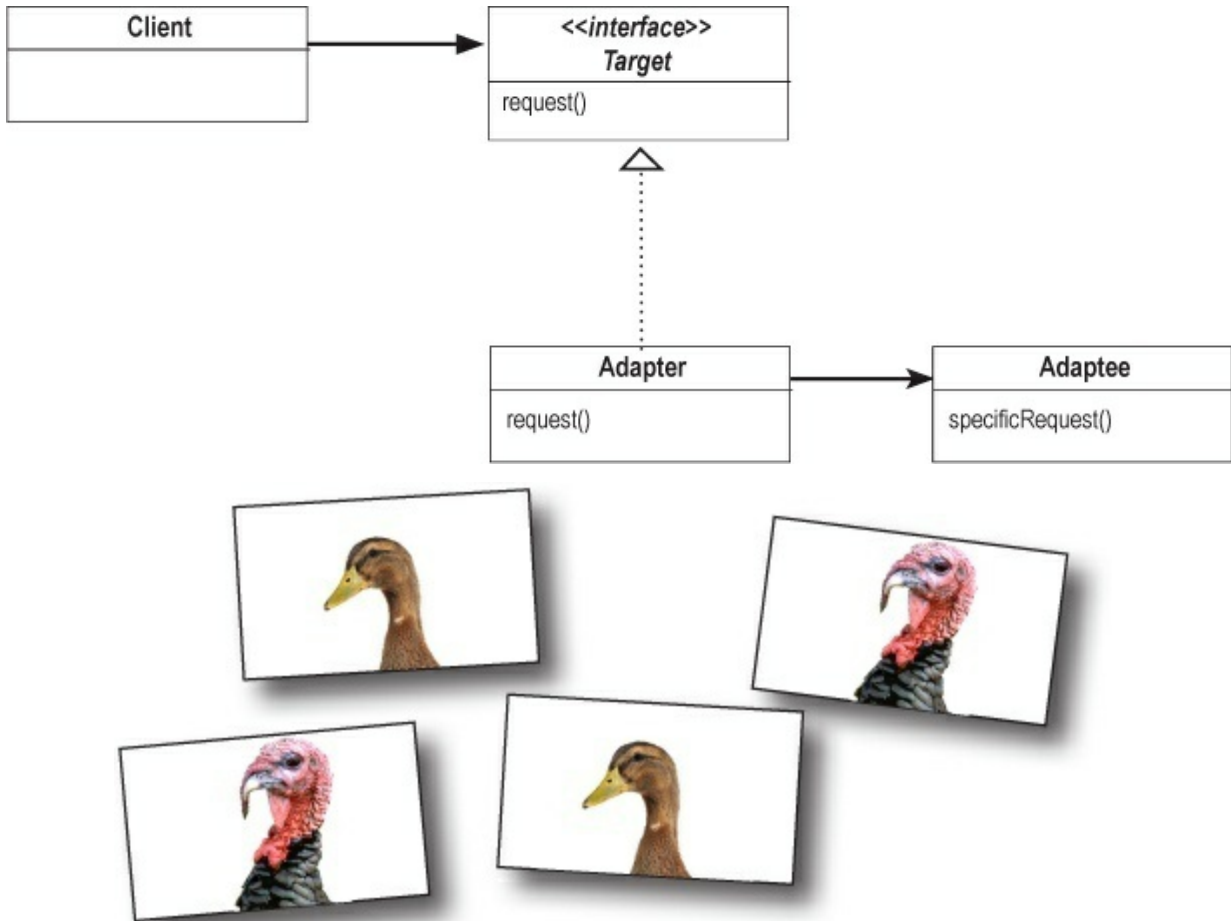 Client
<<interface>>
Target
request()
Adapter
request()
Adaptee
specificRequest()